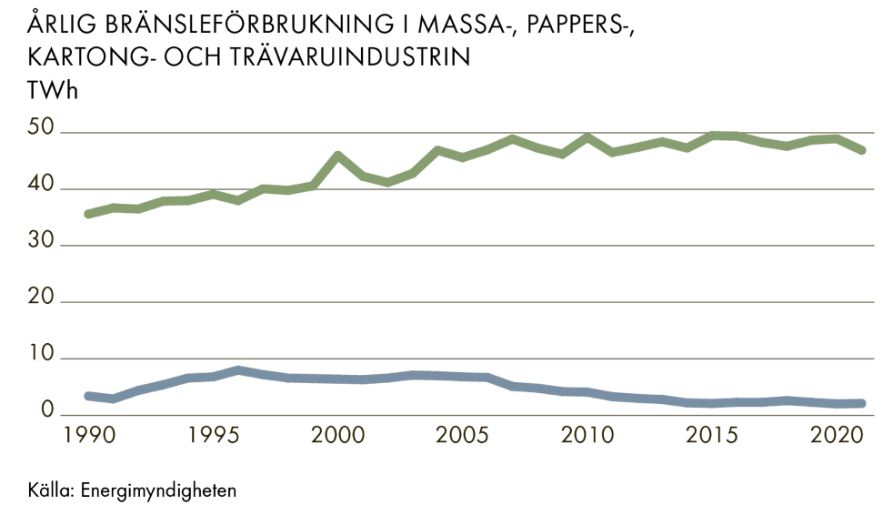 ÅRLIG BRÄNSLEFÖRBRUKNING I MASSA-, PAPPERS-,
KARTONG- OCH TRÄVARUINDUSTRIN
TWh
50
40
30
20
10
0
1990 1995 2000 2005 2010 2015 2020
Källa: Energimyndigheten